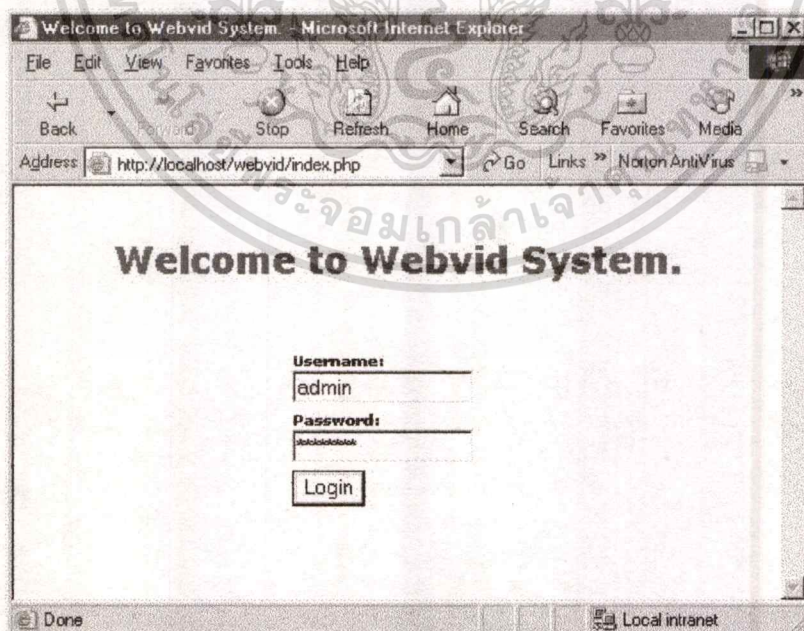 Welcome to Webvid System. - Microsoft Internet Explorer
File Edit View Favorites Tools Help
Back Forward Stop Refresh Home Search Favorites Media »
Address http://localhost/webvid/index.php Go Links » Norton AntiVirus
Welcome to Webvid System.
Username:
admin
Password:
Login
Done Local intranet